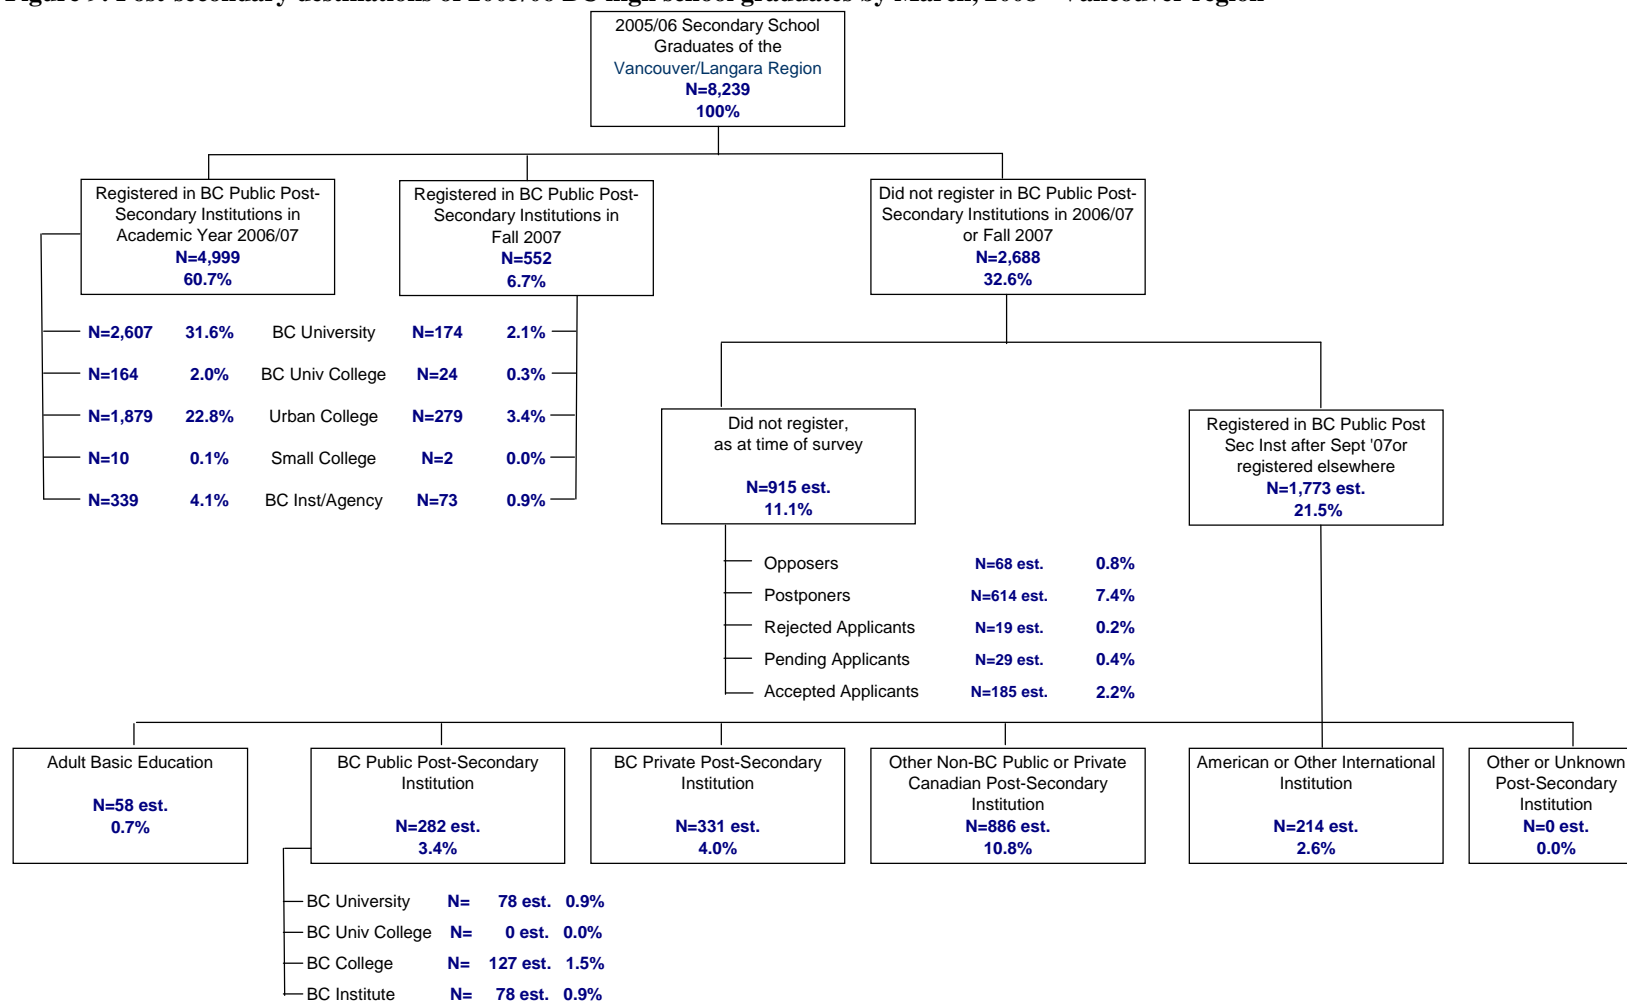 2005/06 Secondary School
Graduates of the
Vancouver/Langara Region
N=8,239
100%
Registered in BC Public Post-
Secondary Institutions in
Academic Year 2006/07
N=4,999
60.7%
Registered in BC Public Post-
Secondary Institutions in
Fall 2007
N=552
6.7%
Did not register in BC Public Post-
Secondary Institutions in 2006/07
or Fall 2007
N=2,688
32.6%
N=2,607 31.6% BC University N=174 2.1%
N=164 2.0% BC Univ College N=24 0.3%
N=1,879 22.8% Urban College N=279 3.4%
N=10 0.1% Small College N=2 0.0%
N=339 4.1% BC Inst/Agency N=73 0.9%
Did not register,
as at time of survey
N=915 est.
11.1%
Registered in BC Public Post
Sec Inst after Sept '07or
registered elsewhere
N=1,773 est.
21.5%
Opposers N=68 est. 0.8%
Postponers N=614 est. 7.4%
Rejected Applicants N=19 est. 0.2%
Pending Applicants N=29 est. 0.4%
Accepted Applicants N=185 est. 2.2%
Adult Basic Education
N=58 est.
0.7%
BC Public Post-Secondary
Institution
N=282 est.
3.4%
BC Private Post-Secondary
Institution
N=331 est.
4.0%
Other Non-BC Public or Private
Canadian Post-Secondary
Institution
N=886 est.
10.8%
American or Other International
Institution
N=214 est.
2.6%
Other or Unknown
Post-Secondary
Institution
N=0 est.
0.0%
BC University N= 78 est. 0.9%
BC Univ College N= 0 est. 0.0%
BC College N= 127 est. 1.5%
BC Institute N= 78 est. 0.9%